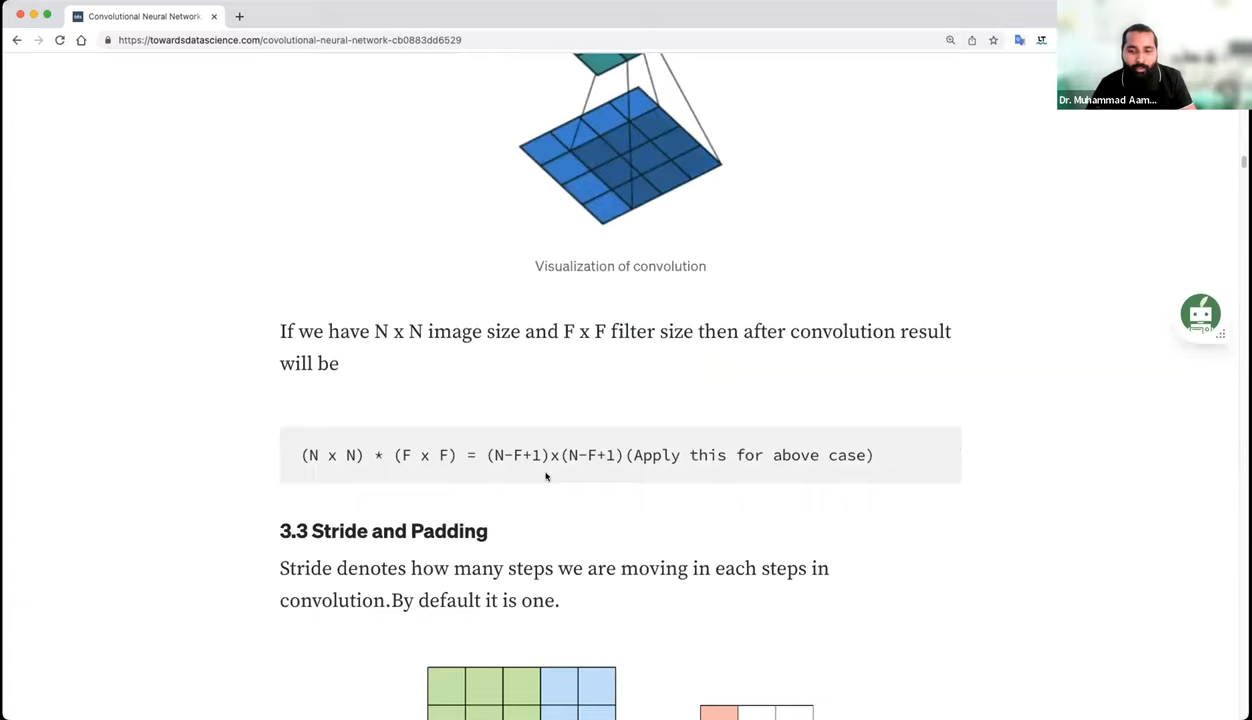 Convolutional Neural Network.
https://towardsdatascience.com/covolutional-neural-network-cb0883dd6529
LT
Dr. Muhammad Aam...
Visualization of convolution
If we have N x N image size and F x F filter size then after convolution result
will be
(N x N) * (F x F) = (N-F+1)x(N-F+1)(Apply this for above case)
3.3 Stride and Padding
Stride denotes how many steps we are moving in each steps in
convolution.By default it is one.